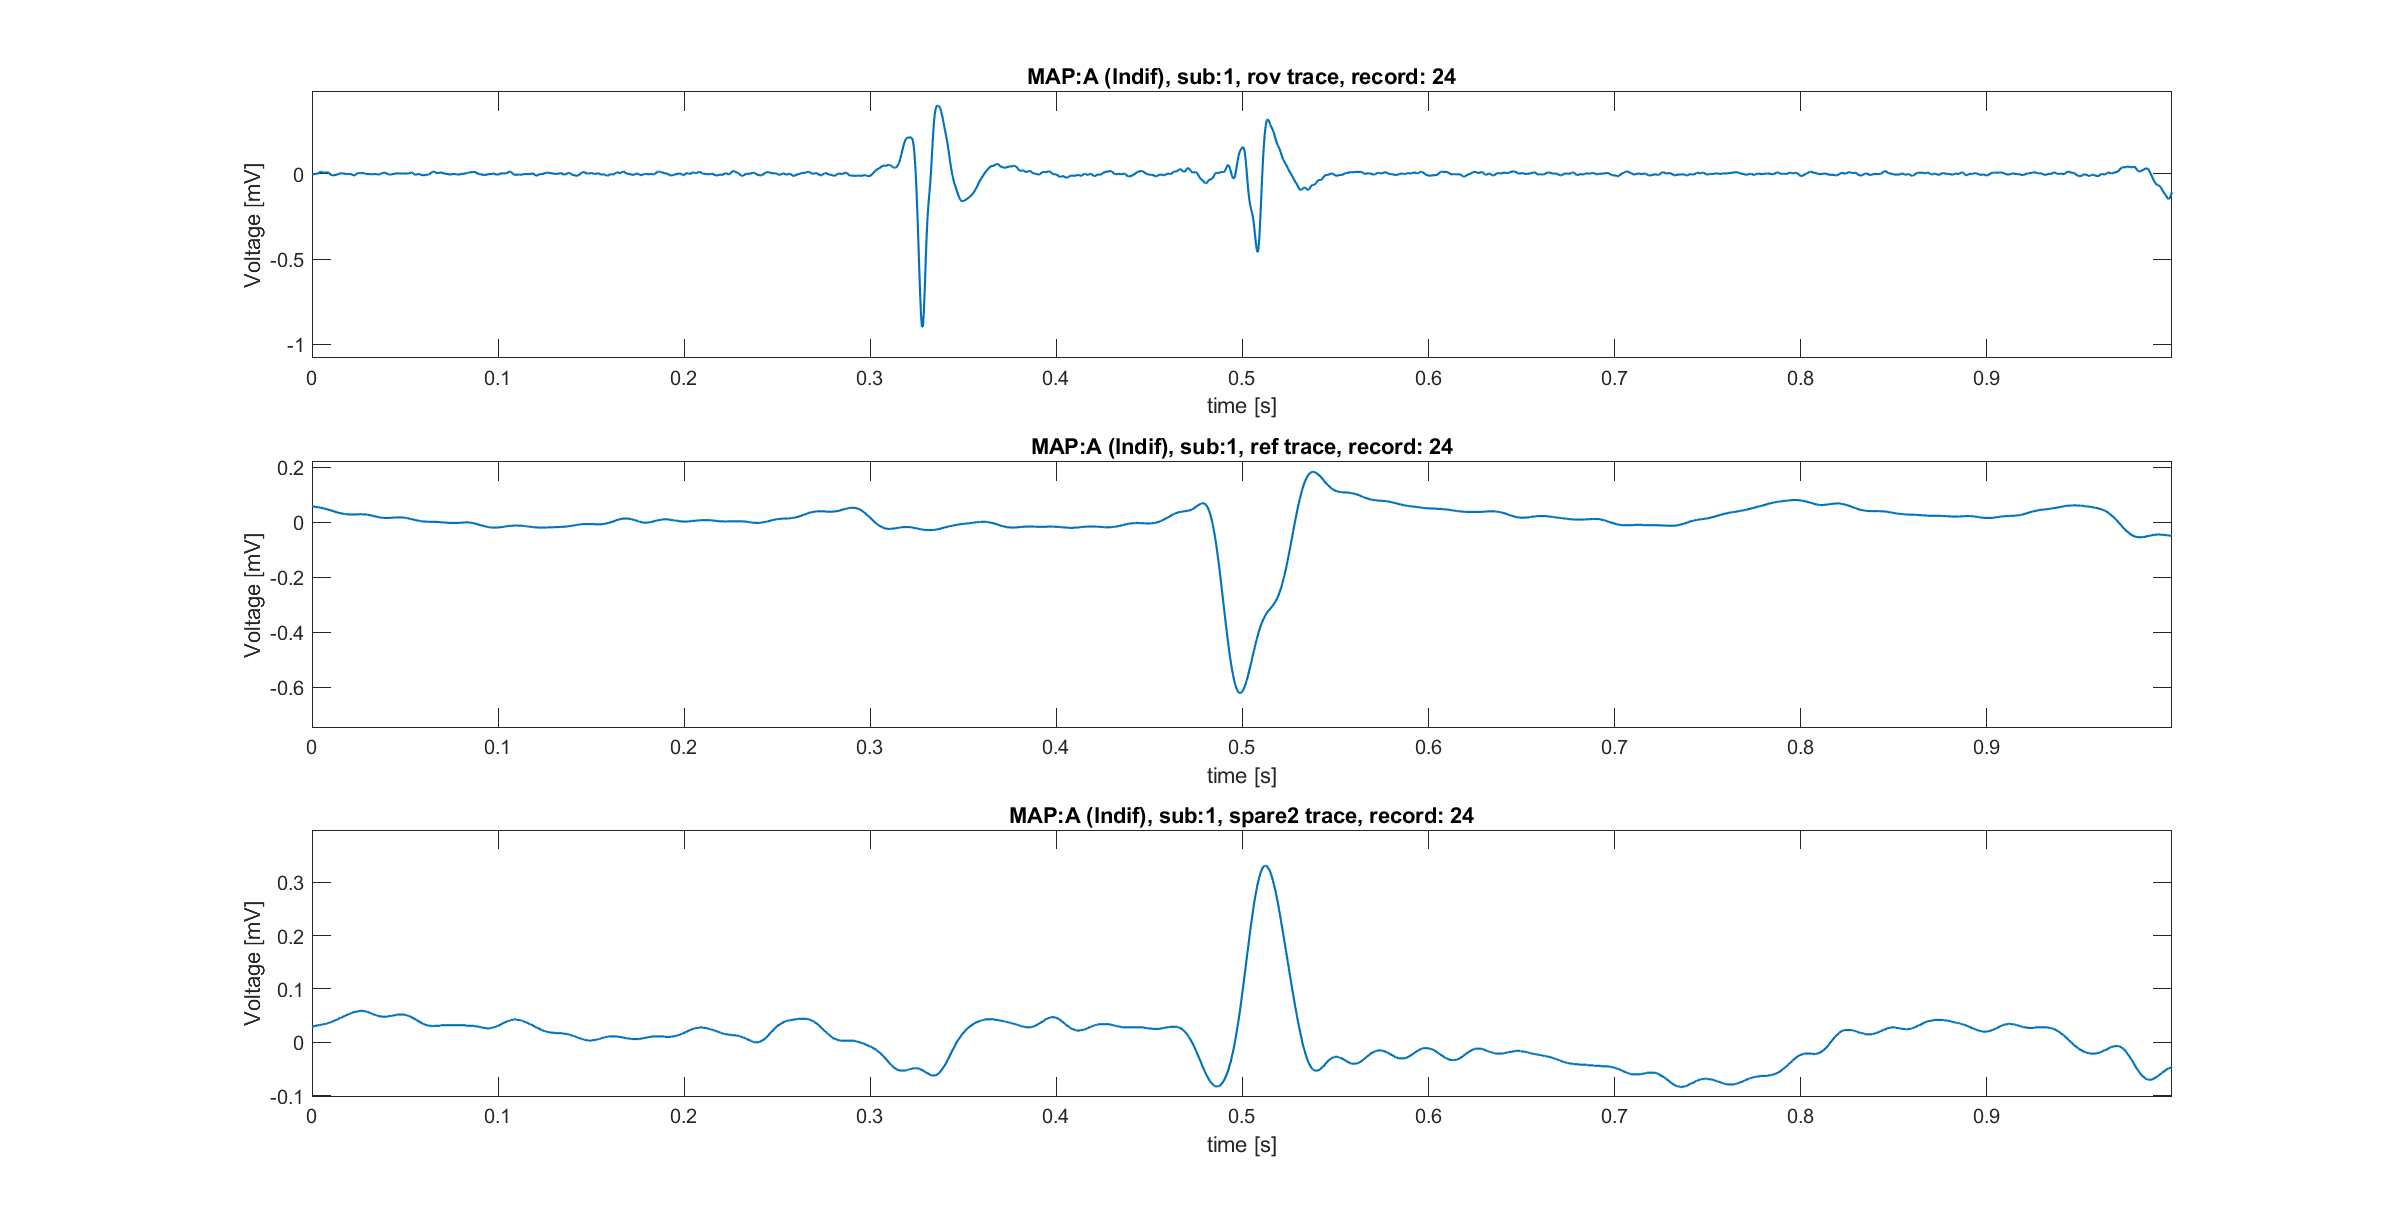 MAP:A (Indif), sub:1, rov trace, record: 24
Voltage [mV]
0
-0.5
-1
0 0.1 0.2 0.3 0.4 0.5 0.6 0.7 0.8 0.9
time [s]
MAP:A (Indif), sub:1, ref trace, record: 24
Voltage [mV]
0.2
0
-0.2
-0.4
-0.6
0 0.1 0.2 0.3 0.4 0.5 0.6 0.7 0.8 0.9
time [s]
MAP:A (Indif), sub:1, spare2 trace, record: 24
Voltage [mV]
0.3
0.2
0.1
0
-0.1
0 0.1 0.2 0.3 0.4 0.5 0.6 0.7 0.8 0.9
time [s]